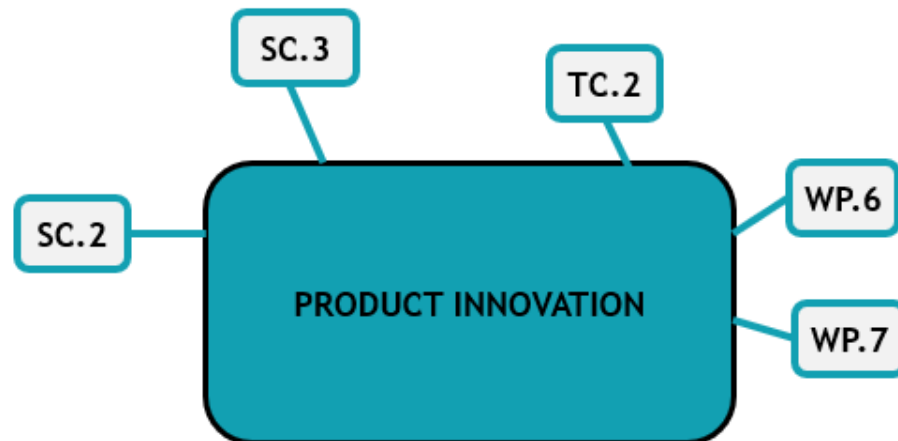 SC.3
TC.2
WP.6
SC.2
PRODUCT INNOVATION
WP.7